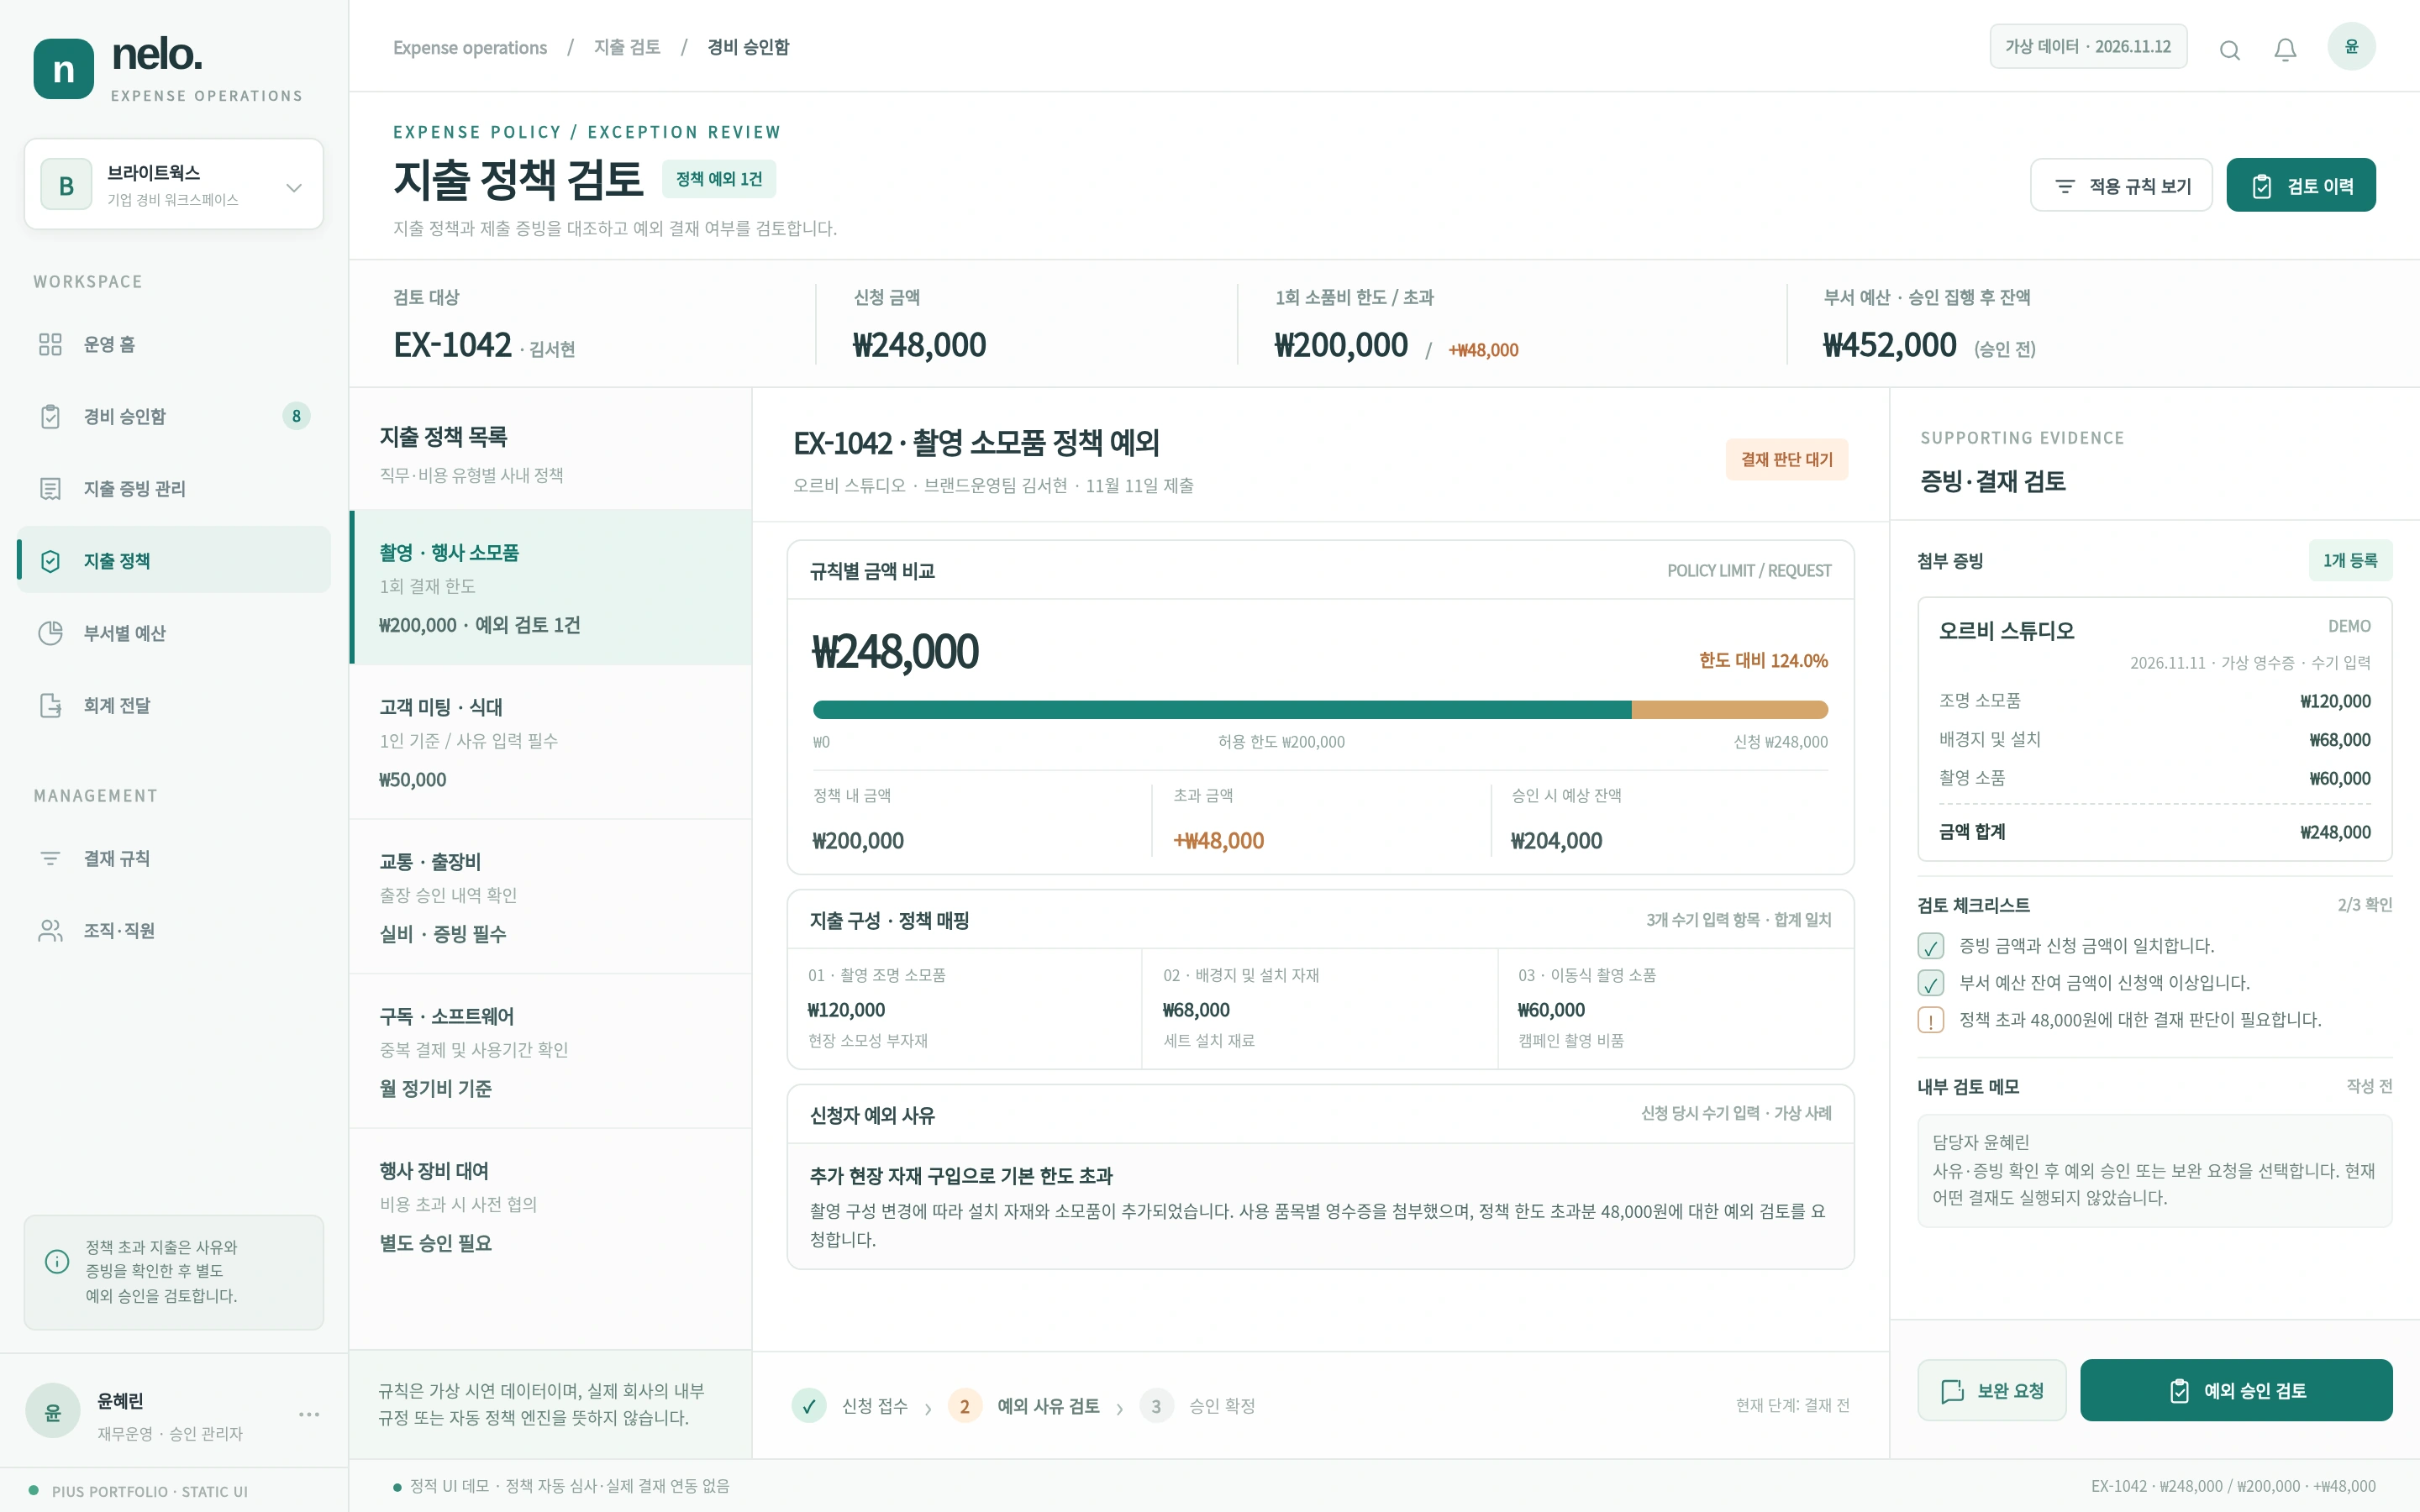 n
nelo.
EXPENSE OPERATIONS
B
브라이트웍스
기업 경비 워크스페이스
WORKSPACE
운영 홈
경비 승인함
8
지출 증빙 관리
지출 정책
부서별 예산
회계 전달
MANAGEMENT
결재 규칙
조직·직원
정책 초과 지출은 사유와
증빙을 확인한 후 별도
예외 승인을 검토합니다.
윤
윤혜린
재무운영 · 승인 관리자
PIUS PORTFOLIO · STATIC UI
Expense operations / 지출 검토 / 경비 승인함
가상 데이터 · 2026.11.12
윤
EXPENSE POLICY / EXCEPTION REVIEW
지출 정책 검토
정책 예외 1건
지출 정책과 제출 증빙을 대조하고 예외 결재 여부를 검토합니다.
적용 규칙 보기
검토 이력
검토 대상
EX-1042 · 김서현
신청 금액
₩248,000
1회 소품비 한도 / 초과
₩200,000 / +₩48,000
부서 예산 · 승인 집행 후 잔액
₩452,000 (승인 전)
지출 정책 목록
직무·비용 유형별 사내 정책
촬영 · 행사 소모품
1회 결재 한도
₩200,000 · 예외 검토 1건
고객 미팅 · 식대
1인 기준 / 사유 입력 필수
₩50,000
교통 · 출장비
출장 승인 내역 확인
실비 · 증빙 필수
구독 · 소프트웨어
중복 결제 및 사용기간 확인
월 정기비 기준
행사 장비 대여
비용 초과 시 사전 협의
별도 승인 필요
규칙은 가상 시연 데이터이며, 실제 회사의 내부
규정 또는 자동 정책 엔진을 뜻하지 않습니다.
EX-1042 · 촬영 소모품 정책 예외
오르비 스튜디오 · 브랜드운영팀 김서현 · 11월 11일 제출
결재 판단 대기
규칙별 금액 비교
POLICY LIMIT / REQUEST
₩248,000
한도 대비 124.0%
₩0
허용 한도 ₩200,000
신청 ₩248,000
정책 내 금액
₩200,000
초과 금액
+₩48,000
승인 시 예상 잔액
₩204,000
지출 구성 · 정책 매핑
3개 수기 입력 항목 · 합계 일치
01 · 촬영 조명 소모품
₩120,000
현장 소모성 부자재
02 · 배경지 및 설치 자재
₩68,000
세트 설치 재료
03 · 이동식 촬영 소품
₩60,000
캠페인 촬영 비품
신청자 예외 사유
신청 당시 수기 입력 · 가상 사례
추가 현장 자재 구입으로 기본 한도 초과
촬영 구성 변경에 따라 설치 자재와 소모품이 추가되었습니다. 사용 품목별 영수증을 첨부했으며, 정책 한도 초과분 48,000원에 대한 예외 검토를 요
청합니다.
✓ 신청 접수 › 2 예외 사유 검토 › 3 승인 확정
현재 단계: 결재 전
SUPPORTING EVIDENCE
증빙·결재 검토
첨부 증빙
1개 등록
오르비 스튜디오
DEMO
2026.11.11 · 가상 영수증 · 수기 입력
조명 소모품 ₩120,000
배경지 및 설치 ₩68,000
촬영 소품 ₩60,000
금액 합계 ₩248,000
검토 체크리스트
2/3 확인
✓ 증빙 금액과 신청 금액이 일치합니다.
✓ 부서 예산 잔여 금액이 신청액 이상입니다.
! 정책 초과 48,000원에 대한 결재 판단이 필요합니다.
내부 검토 메모
작성 전
담당자 윤혜린
사유·증빙 확인 후 예외 승인 또는 보완 요청을 선택합니다. 현재
어떤 결재도 실행되지 않았습니다.
보완 요청
예외 승인 검토
정적 UI 데모 · 정책 자동 심사·실제 결재 연동 없음
EX-1042 · ₩248,000 / ₩200,000 · +₩48,000